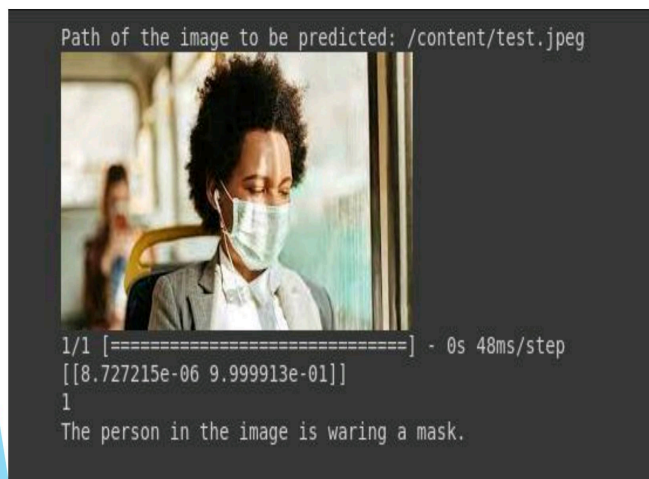 Path of the image to be predicted: /content/test.jpeg
1/1 [==============================] - 0s 48ms/step
[[8.727215e-06 9.999913e-01]]
1
The person in the image is waring a mask.